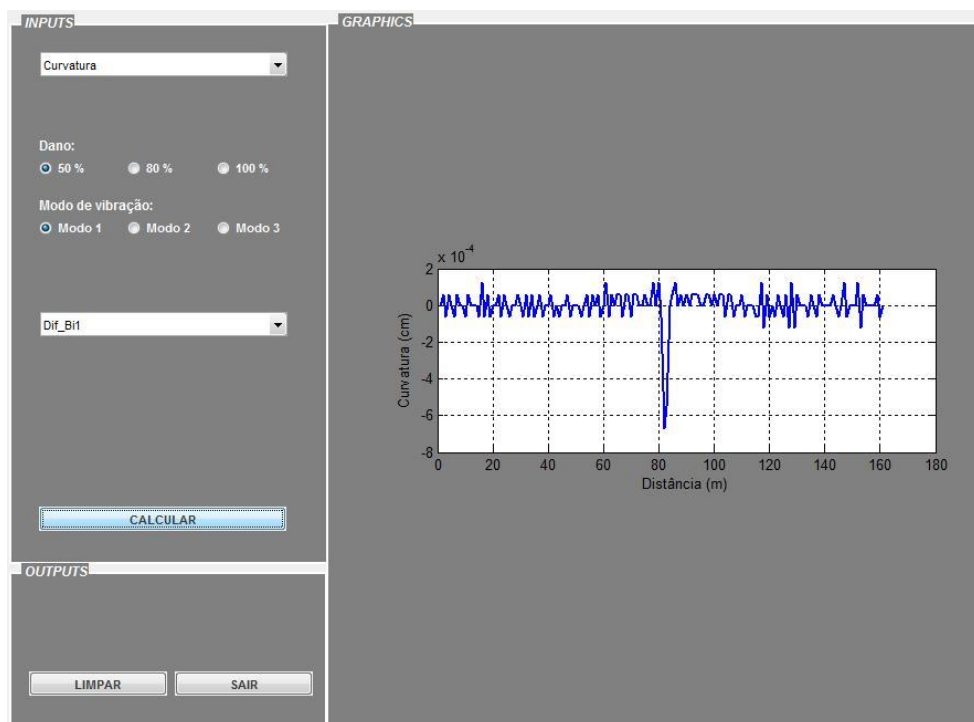 INPUTS
Curvatura
Dano:
50 %
80 %
100 %
Modo de vibração:
Modo 1
Modo 2
Modo 3
Dif_Bi1
CALCULAR
OUTPUTS
LIMPAR
SAIR
GRAPHICS
x 10^-4
2
0
-2
-4
-6
-8
Curvatura (cm)
0 20 40 60 80 100 120 140 160 180
Distância (m)